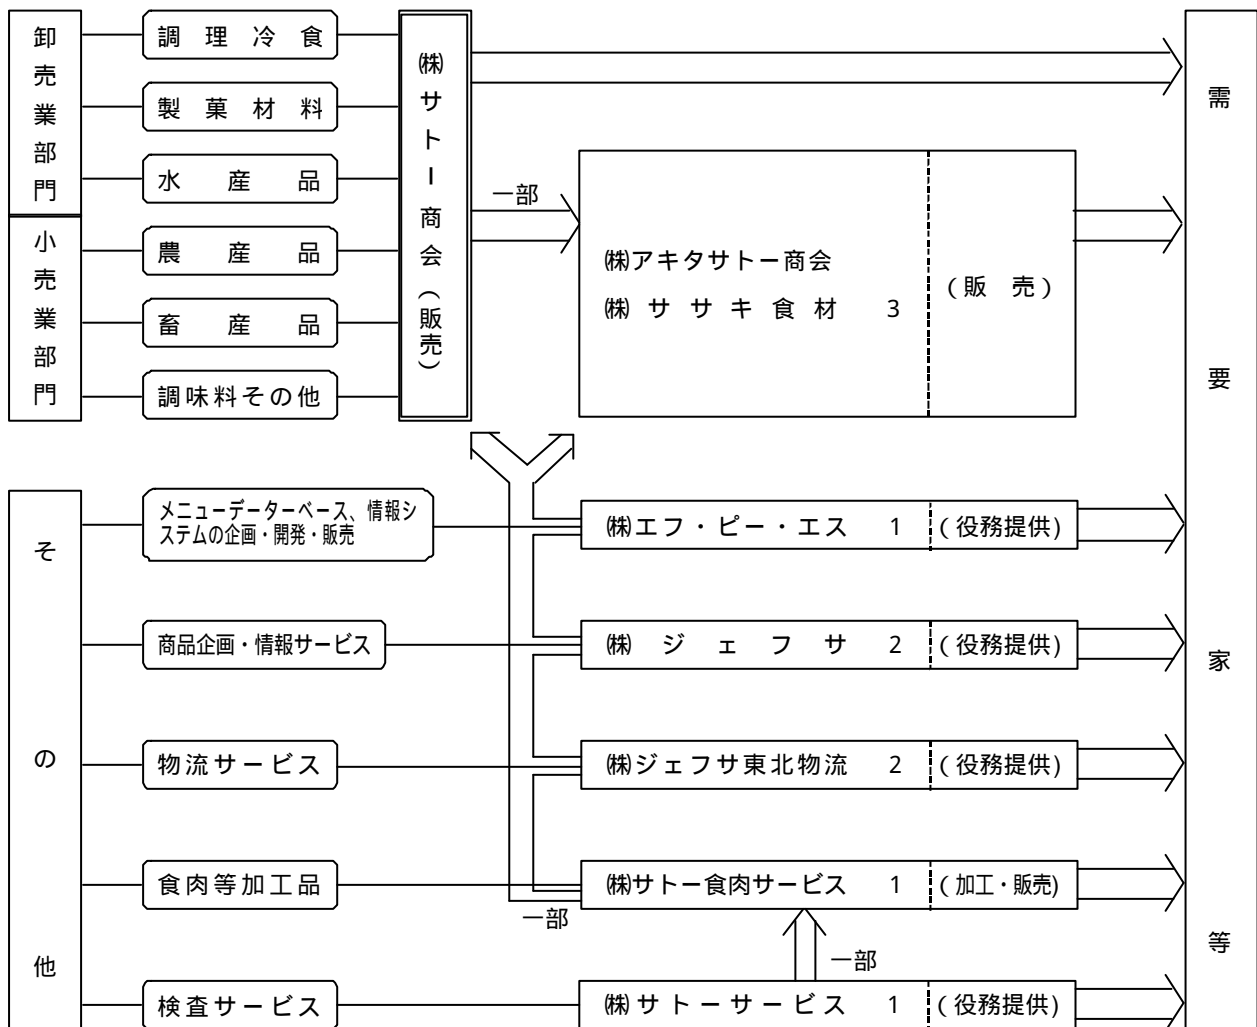 卸売業部門
小売業部門
調理冷食
製菓材料
水産品
農産品
畜産品
調味料その他
㈱サトー商会(販売)
一部
㈱アキタサトー商会
㈱ササキ食材 3
(販 売)
その他
メニューデーターベース、情報シ
ステムの企画・開発・販売
㈱エフ・ピー・エス 1 (役務提供)
商品企画・情報サービス
㈱ジェフサ 2 (役務提供)
物流サービス
㈱ジェフサ東北物流 2 (役務提供)
食肉等加工品
㈱サトー食肉サービス 1 (加工・販売)
一部
一部
検査サービス
㈱サトーサービス 1 (役務提供)
需要家等